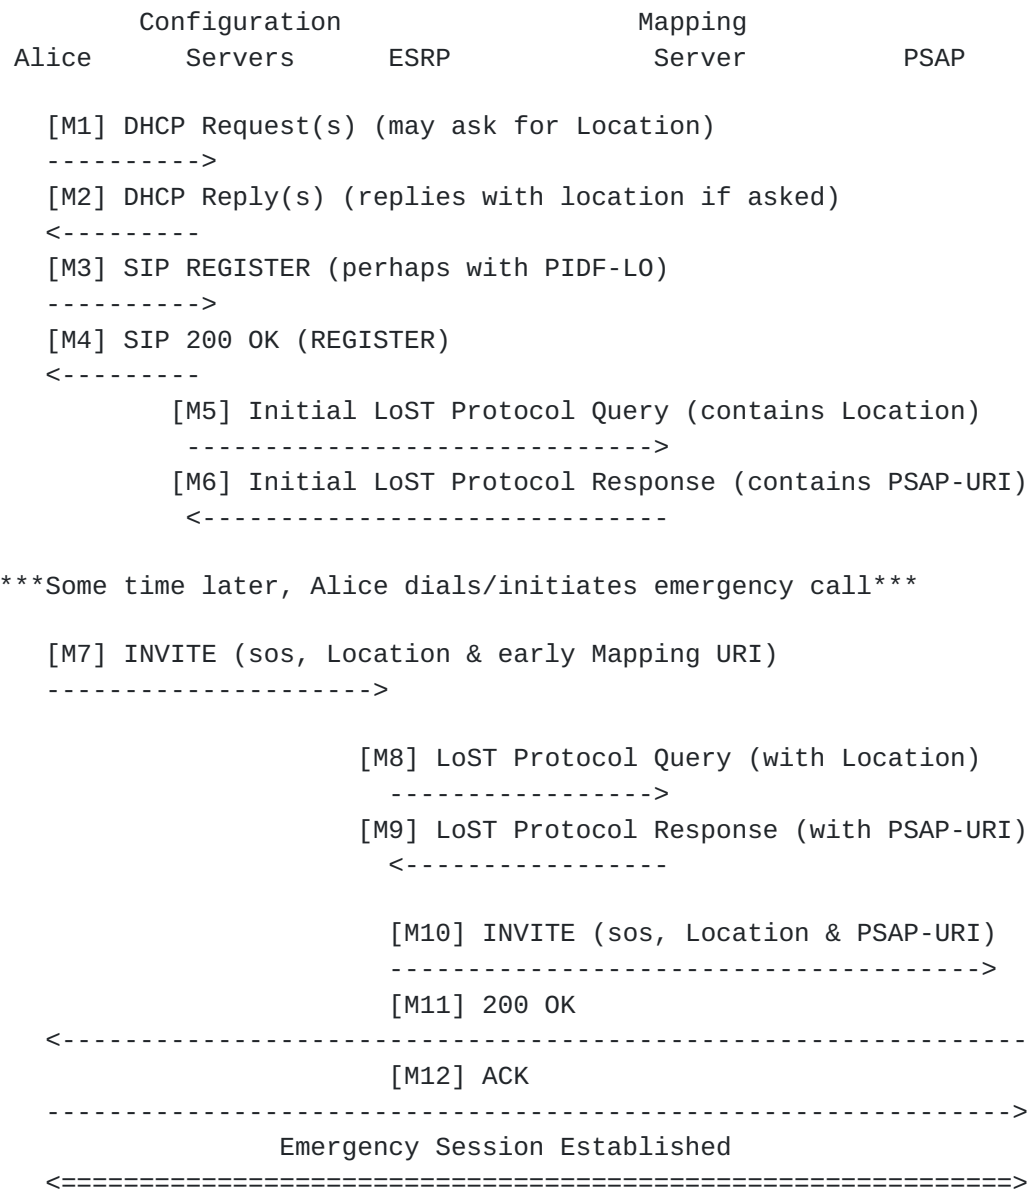 Configuration                   Mapping
 Alice      Servers      ESRP             Server          PSAP

   [M1] DHCP Request(s) (may ask for Location)
   ---------->
   [M2] DHCP Reply(s) (replies with location if asked)
   <---------
   [M3] SIP REGISTER (perhaps with PIDF-LO)
   ---------->
   [M4] SIP 200 OK (REGISTER)
   <---------
           [M5] Initial LoST Protocol Query (contains Location)
            ------------------------------>
           [M6] Initial LoST Protocol Response (contains PSAP-URI)
            <------------------------------

***Some time later, Alice dials/initiates emergency call***

   [M7] INVITE (sos, Location & early Mapping URI)
   --------------------->

                       [M8] LoST Protocol Query (with Location)
                         ----------------->
                       [M9] LoST Protocol Response (with PSAP-URI)
                         <-----------------

                         [M10] INVITE (sos, Location & PSAP-URI)
                         -------------------------------------->
                         [M11] 200 OK
   <--------------------------------------------------------------
                         [M12] ACK
   -------------------------------------------------------------->
                  Emergency Session Established
   <=============================================================>